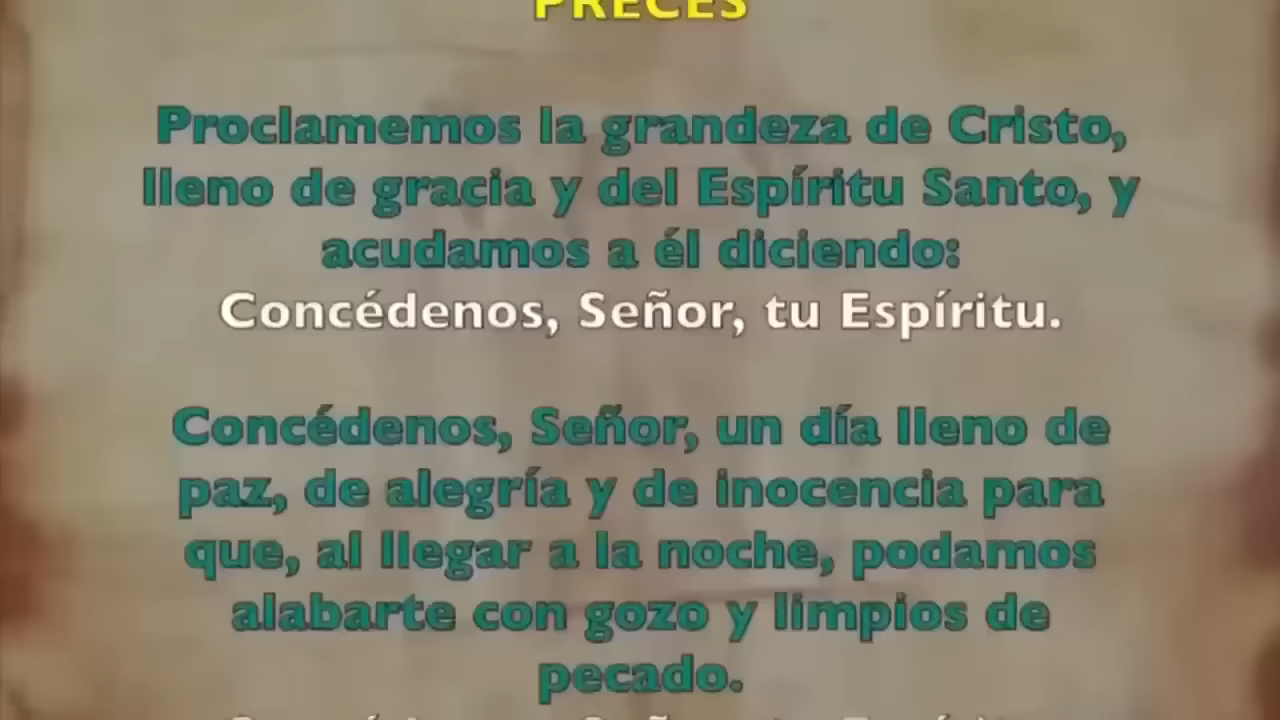 PRECES
Proclamemos la grandeza de Cristo,
lleno de gracia y del Espíritu Santo, y
acudamos a él diciendo:
Concédenos, Señor, tu Espíritu.
Concédenos, Señor, un día lleno de
paz, de alegría y de inocencia para
que, al llegar a la noche, podamos
alabarte con gozo y limpios de
pecado.